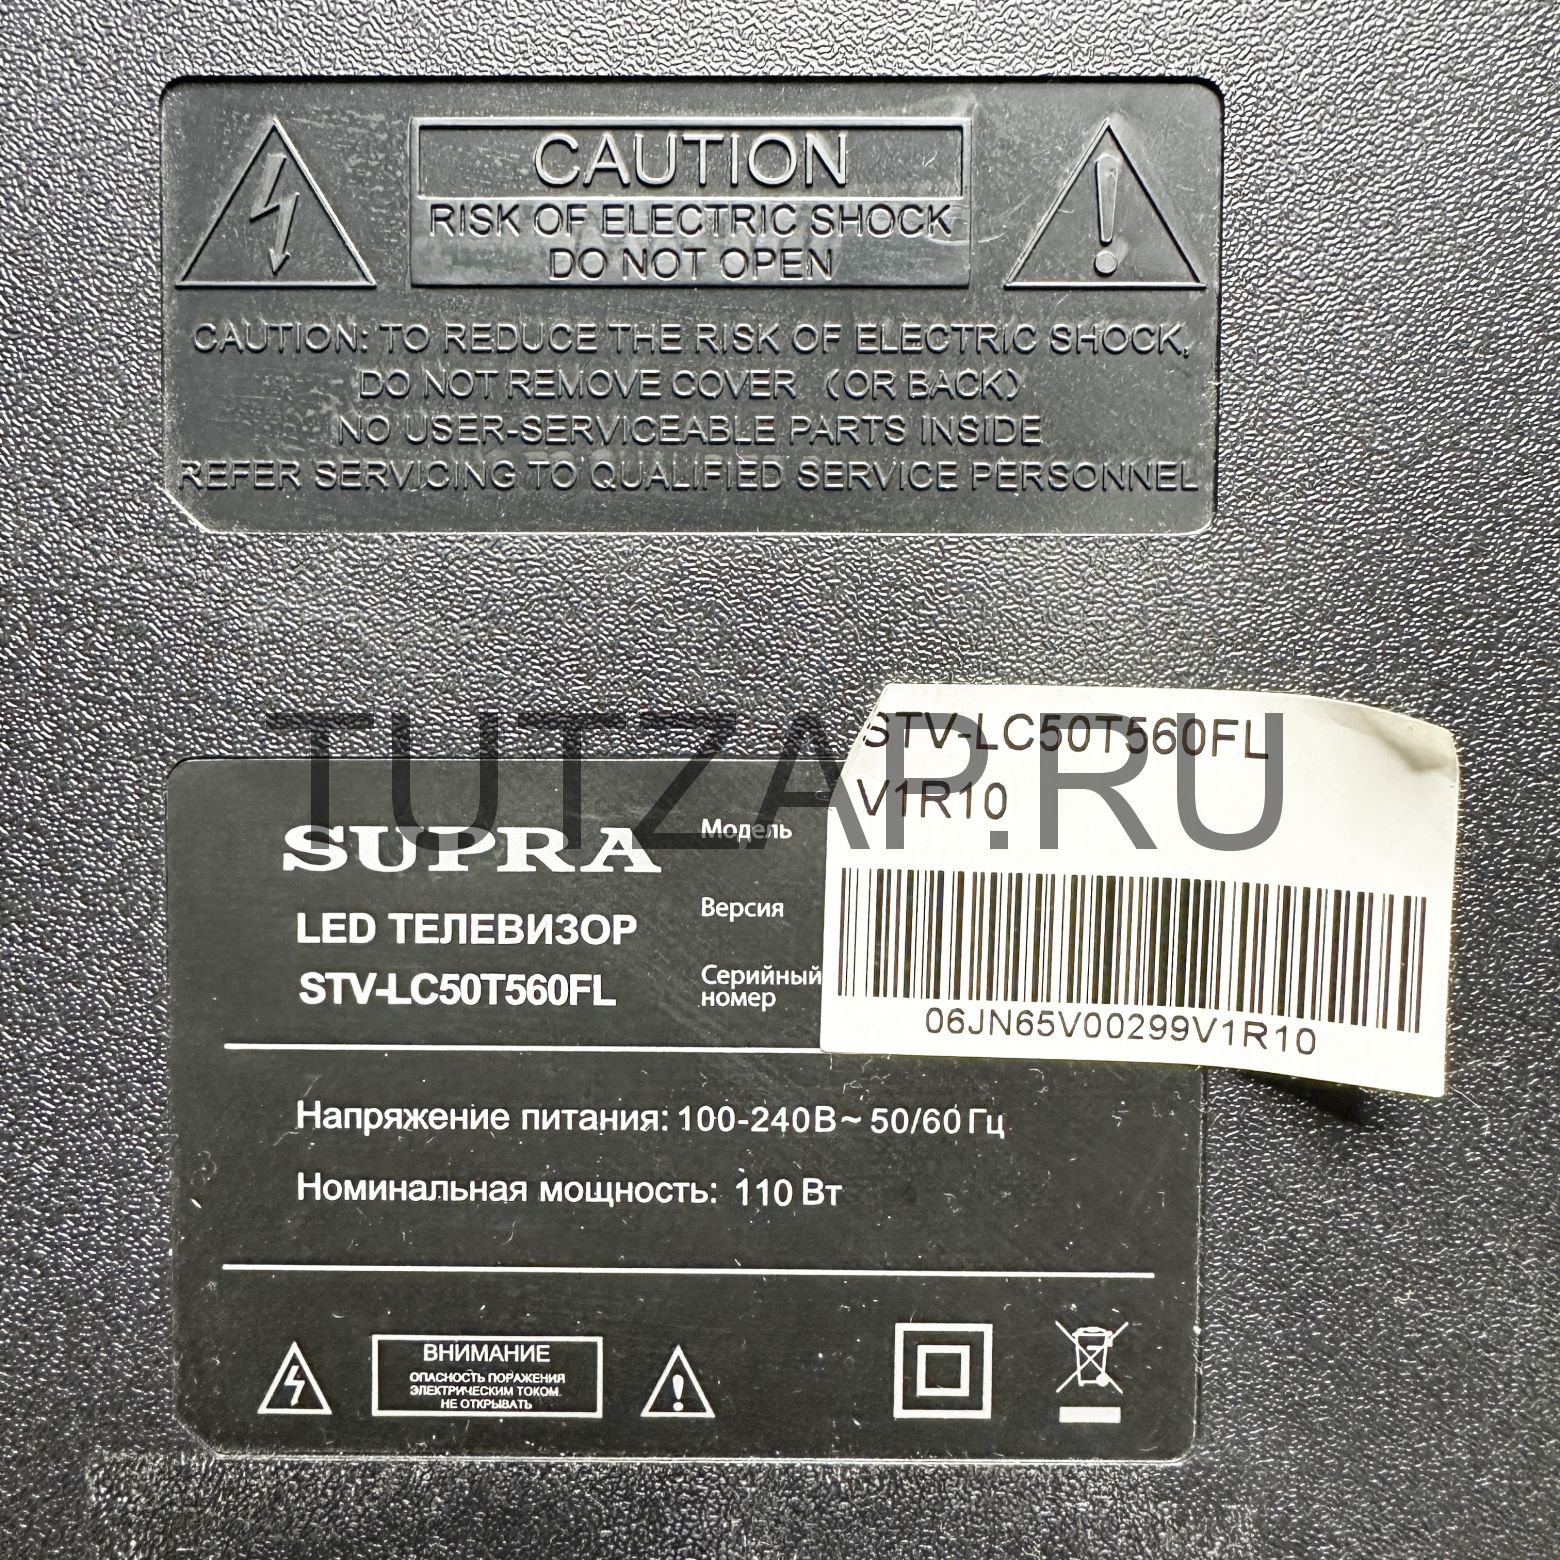 CAUTION
RISK OF ELECTRIC SHOCK
DO NOT OPEN
CAUTION: TO REDUCE THE RISK OF ELECTRIC SHOCK,
DO NOT REMOVE COVER (OR BACK)
NO USER-SERVICEABLE PARTS INSIDE
REFER SERVICING TO QUALIFIED SERVICE PERSONNEL
TUTZAP.RU
STV-LC50T560FL
V1R10
06JN65V00299V1R10
SUPRA
LED ТЕЛЕВИЗОР
STV-LC50T560FL
Модель
Версия
Серийный
номер
Напряжение питания: 100-240В~ 50/60 Гц
Номинальная мощность: 110 Вт
ВНИМАНИЕ
ОПАСНОСТЬ ПОРАЖЕНИЯ
ЭЛЕКТРИЧЕСКИМ ТОКОМ.
НЕ ОТКРЫВАТЬ